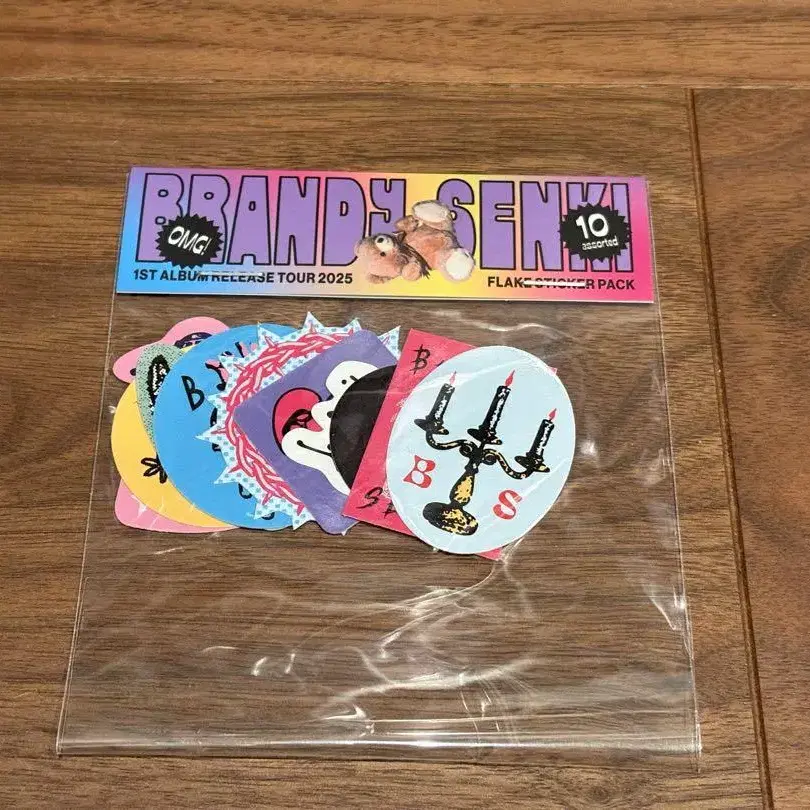 BRANDY SENKI
OMG!
10
assorted
1ST ALBUM RELEASE TOUR 2025
FLAKE STICKER PACK
B
B
B S